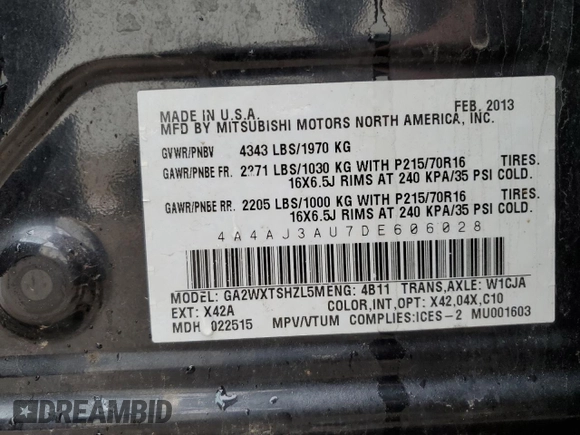 MADE IN U.S.A. FEB, 2013
MFD BY MITSUBISHI MOTORS NORTH AMERICA, INC.
GVWR/PNBV 4343 LBS/1970 KG
GAWR/PNBE FR. 2271 LBS/1030 KG WITH P215/70R16 TIRES.
16X6.5J RIMS AT 240 KPA/35 PSI COLD.
GAWR/PNBE RR. 2205 LBS/1000 KG WITH P215/70R16 TIRES.
16X6.5J RIMS AT 240 KPA/35 PSI COLD.
4A4AJ3AU7DE606028
MODEL: GA2WXTSHZL5M ENG: 4B11 TRANS,AXLE: W1CJA
EXT: X42A COLOR,INT,OPT: X42,04X,C10
MDH 022515 MPV/VTUM COMPLIES:ICES-2 MU001603
DREAMBID